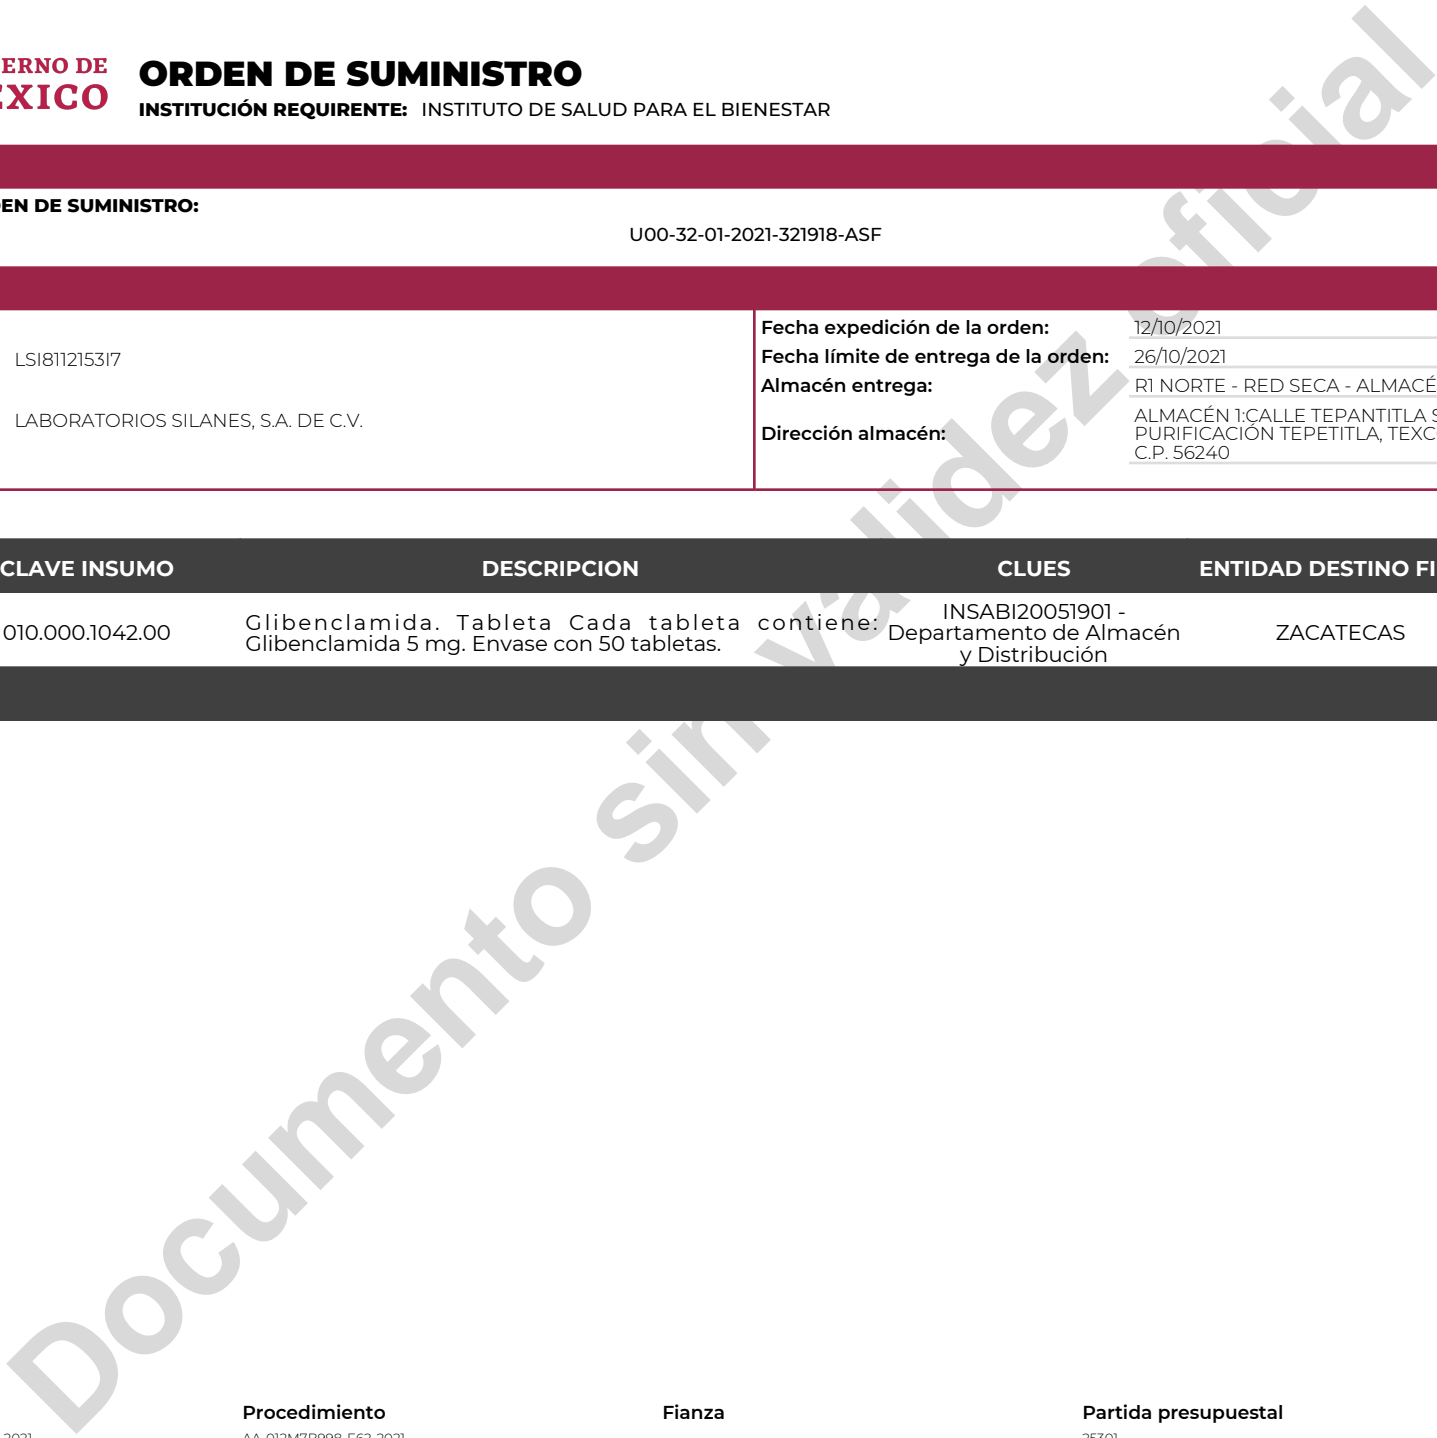 ERNO DE
ORDEN DE SUMINISTRO
INSTITUCIÓN REQUIRENTE: INSTITUTO DE SALUD PARA EL BIENESTAR
EN DE SUMINISTRO:
U00-32-01-2021-321918-ASF
LSI8112153I7
LABORATORIOS SILANES, S.A. DE C.V.
Fecha expedición de la orden: 12/10/2021
Fecha límite de entrega de la orden: 26/10/2021
Almacén entrega: R1 NORTE - RED SECA - ALMACÉ
Dirección almacén:
ALMACÉN 1:CALLE TEPANTITLA S
PURIFICACIÓN TEPETITLA, TEXC
C.P. 56240
CLAVE INSUMO DESCRIPCION CLUES ENTIDAD DESTINO FI
010.000.1042.00
Glibenclamida. Tableta Cada tableta contiene:
Glibenclamida 5 mg. Envase con 50 tabletas.
INSABI20051901 -
Departamento de Almacén
y Distribución
ZACATECAS
Documento sin validez oficial
Procedimiento Fianza Partida presupuestal